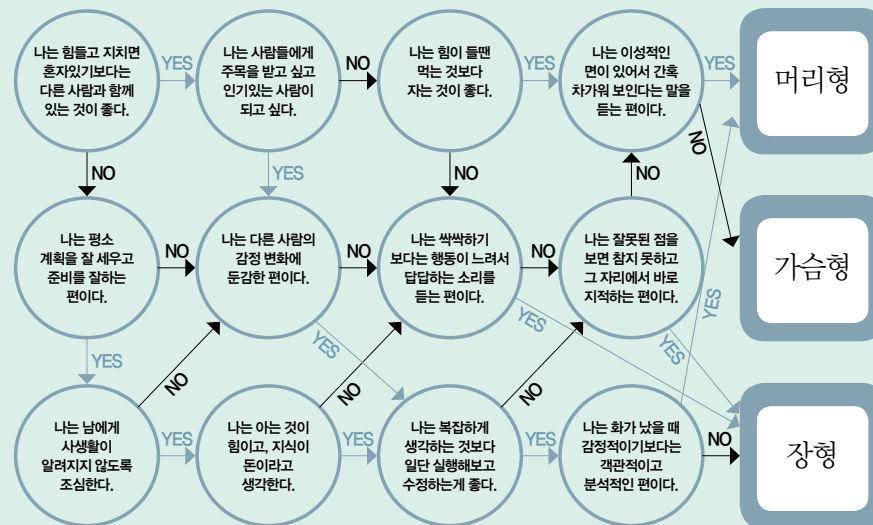 나는 힘들고 지치면
혼자있기보다는
다른 사람과 함께
있는 것이 좋다.
YES
나는 사람들에게
주목을 받고 싶고
인기있는 사람이
되고 싶다.
NO
나는 힘이 들땐
먹는 것보다
자는 것이 좋다.
YES
나는 이성적인
면이 있어서 간혹
차가워 보인다는 말을
듣는 편이다.
YES
머리형
NO
YES
NO
NO
NO
나는 평소
계획을 잘 세우고
준비를 잘하는
편이다.
NO
나는 다른 사람의
감정 변화에
둔감한 편이다.
NO
나는 싹싹하기
보다는 행동이 느려서
답답하는 소리를
듣는 편이다.
NO
나는 잘못된 점을
보면 참지 못하고
그 자리에서 바로
지적하는 편이다.
가슴형
YES
NO
YES
NO
YES
NO
YES
YES
나는 남에게
사생활이
알려지지 않도록
조심한다.
YES
나는 아는 것이
힘이고, 지식이
돈이라고
생각한다.
YES
나는 복잡하게
생각하는 것보다
일단 실행해보고
수정하는게 좋다.
YES
나는 화가 났을 때
감정적이기보다는
객관적이고
분석적인 편이다.
NO
장형